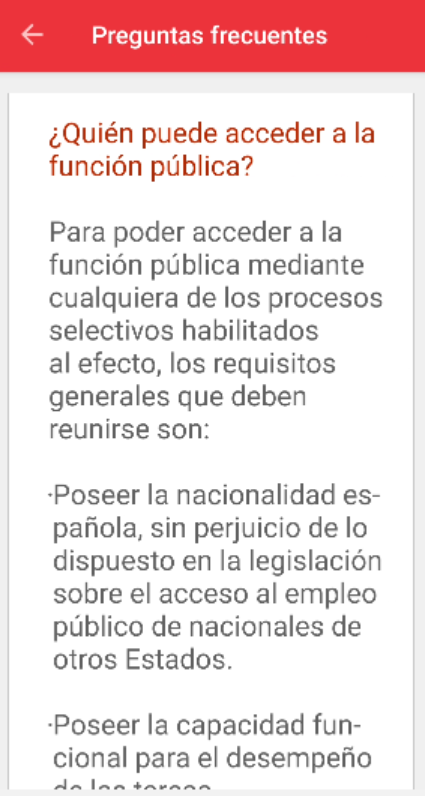 Preguntas frecuentes
¿Quién puede acceder a la
función pública?
Para poder acceder a la
función pública mediante
cualquiera de los procesos
selectivos habilitados
al efecto, los requisitos
generales que deben
reunirse son:
·Poseer la nacionalidad es-
pañola, sin perjuicio de lo
dispuesto en la legislación
sobre el acceso al empleo
público de nacionales de
otros Estados.
·Poseer la capacidad fun-
cional para el desempeño
de las tareas